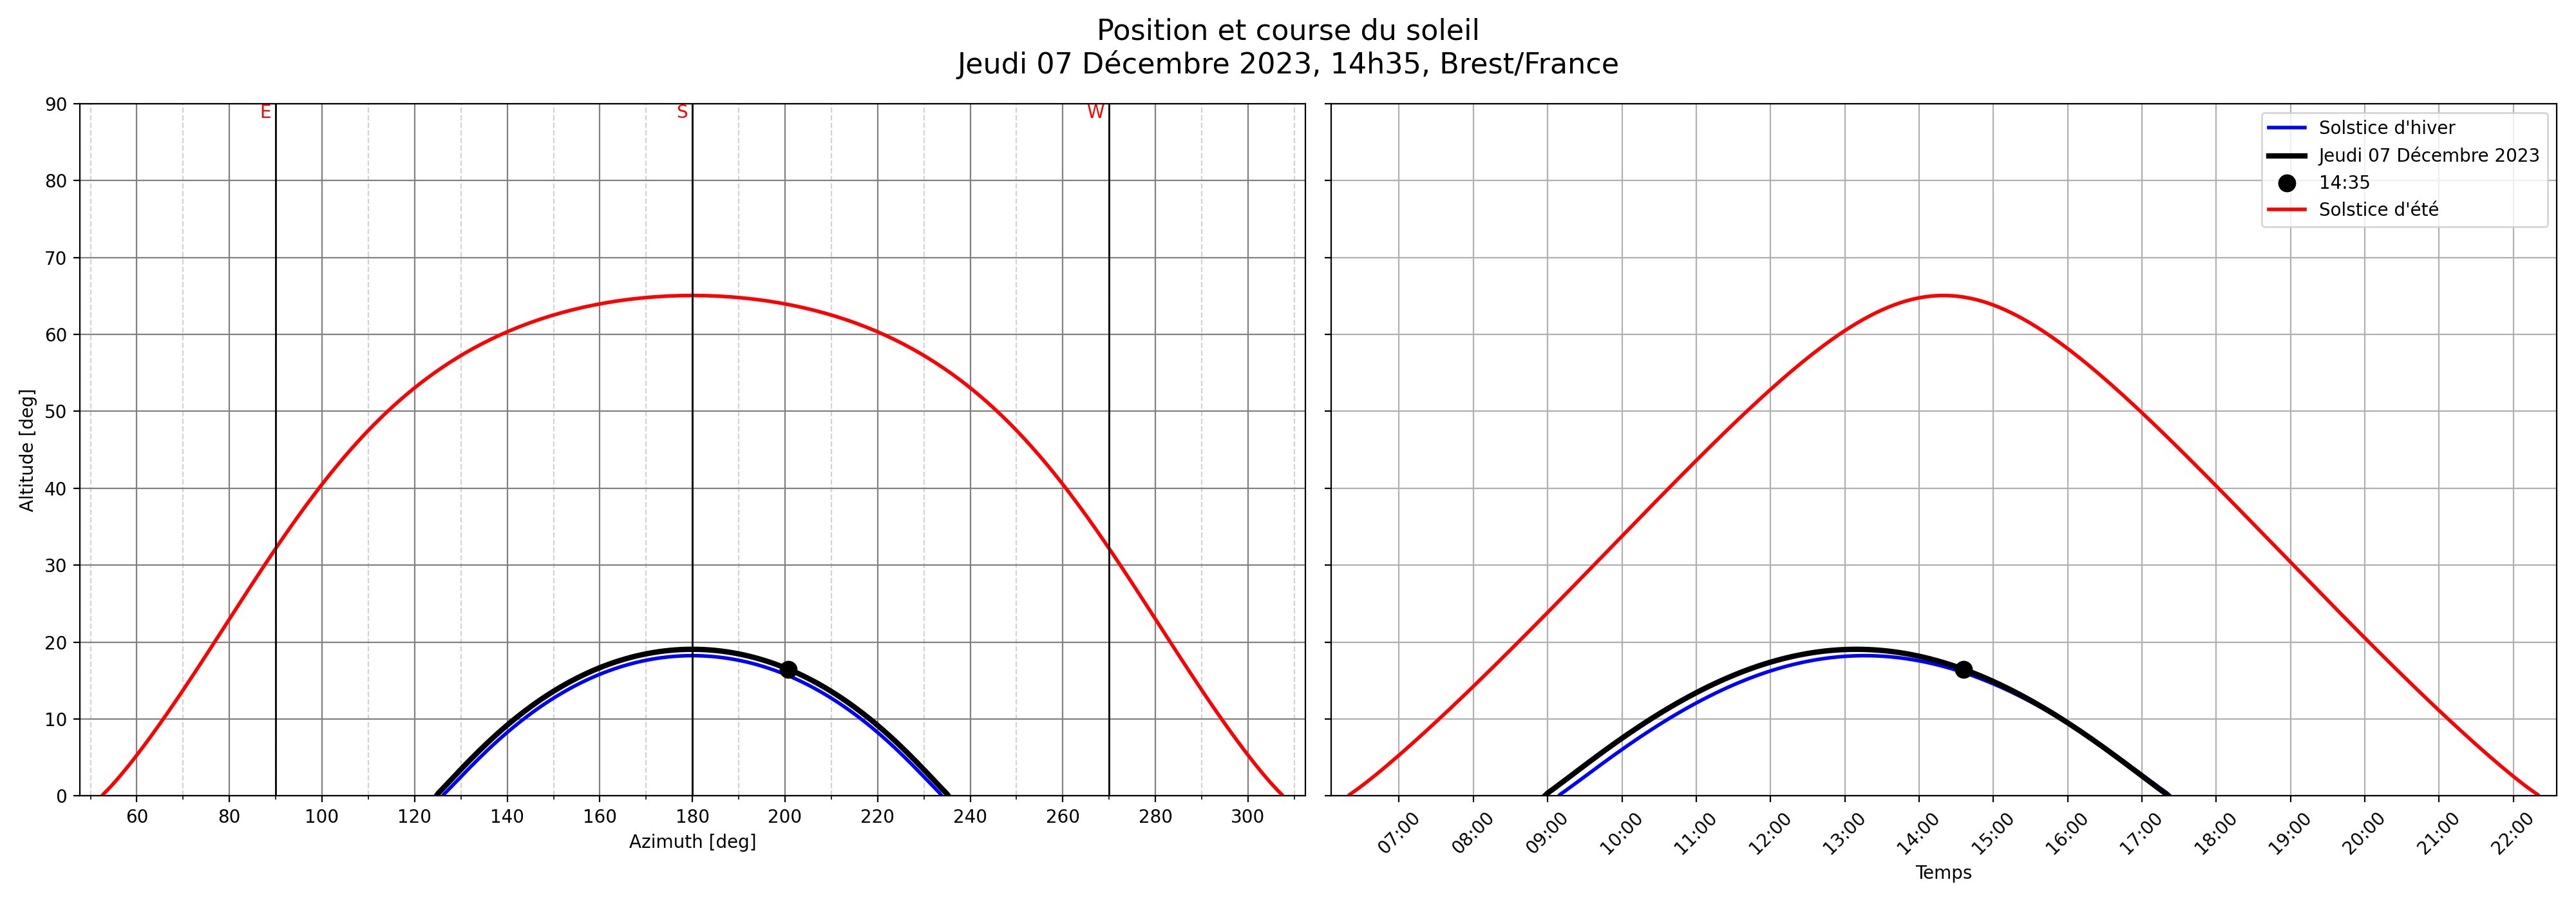 Position et course du soleil
Jeudi 07 Décembre 2023, 14h35, Brest/France
E
S
W
90
80
70
60
50
40
30
20
10
0
Altitude [deg]
60 80 100 120 140 160 180 200 220 240 260 280 300
Azimuth [deg]
Solstice d'hiver
Jeudi 07 Décembre 2023
14:35
Solstice d'été
07:00 08:00 09:00 10:00 11:00 12:00 13:00 14:00 15:00 16:00 17:00 18:00 19:00 20:00 21:00 22:00
Temps